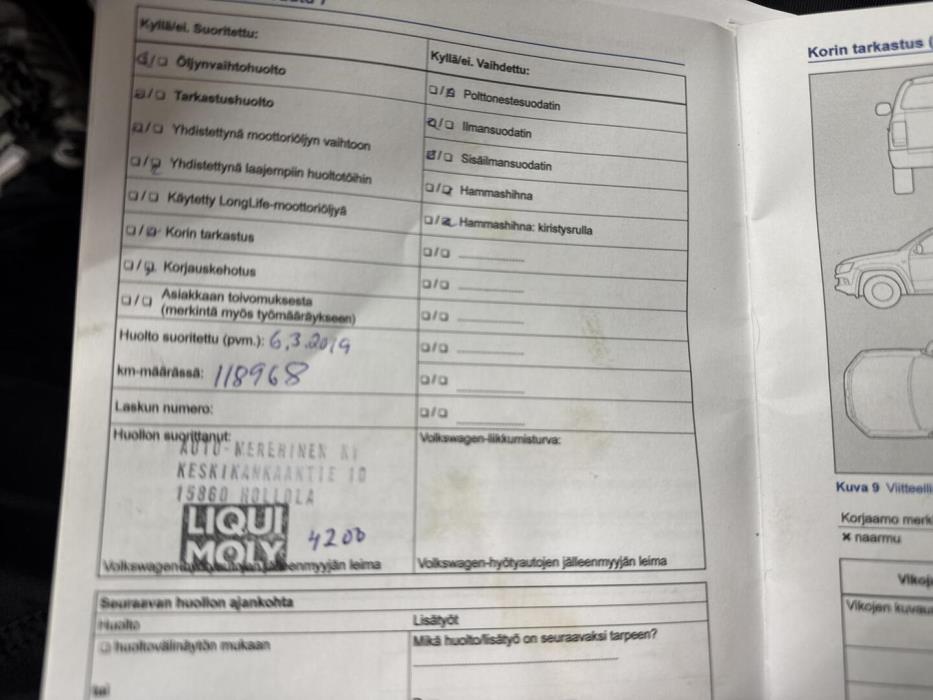 Kyllä/ei. Suoritettu:
☑/☐ Öljynvaihtohuolto
☑/☐ Tarkastushuolto
☑/☐ Yhdistettynä moottoriöljyn vaihtoon
☐/☑ Yhdistettynä laajempiin huoltotöihin
☐/☐ Käytetty LongLife-moottoriöljyä
☐/☑ Korin tarkastus
☐/☑ Korjauskehotus
☐/☐ Asiakkaan toivomuksesta
(merkintä myös työmääräykseen)
Huolto suoritettu (pvm.): 6.3.2019
km-määrässä: 118968
Laskun numero:
Huollon suorittanut:
KESKIKANKAANTIE 10
15860 HOLLOLA
LIQUI
MOLY
4200
jälleenmyyjän leima
Kyllä/ei. Vaihdettu:
☐/☑ Polttonestesuodatin
☑/☐ Ilmansuodatin
☑/☐ Sisäilmansuodatin
☐/☑ Hammashihna
☐/☑ Hammashihna: kiristysrulla
☐/☐
☐/☐
☐/☐
☐/☐
☐/☐
☐/☐
Volkswagen-liikkumisturva:
Volkswagen-hyötyautojen jälleenmyyjän leima
Seuraavan huollon ajankohta
Huolto
☐ huoltovälinäytön mukaan
tai
Lisätyöt
Mikä huolto/lisätyö on seuraavaksi tarpeen?
Korin tarkastus (
Kuva 9 Viitteelli
Korjaamo merk
× naarmu
Vikoje
Vikojen kuvau